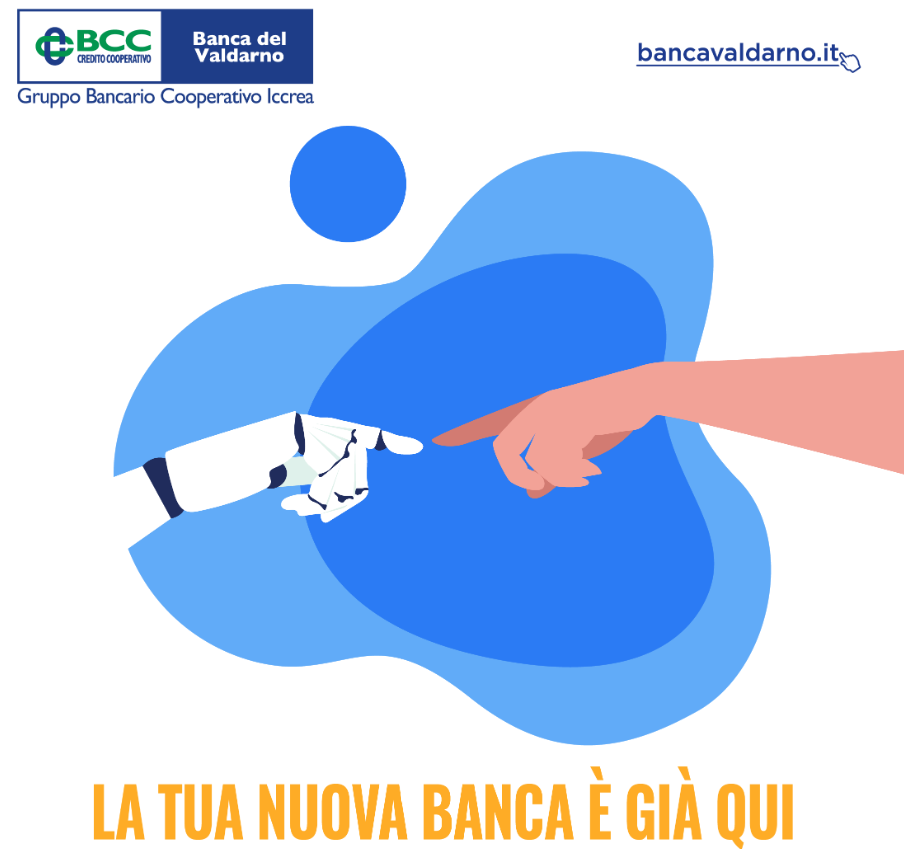 BCC
CREDITO COOPERATIVO
Banca del
Valdarno
Gruppo Bancario Cooperativo Iccrea
bancavaldarno.it
LA TUA NUOVA BANCA È GIÀ QUI